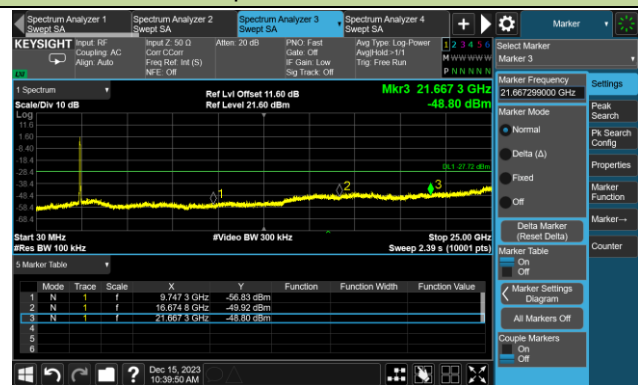 Spectrum Analyzer 1
Swept SA
Spectrum Analyzer 2
Swept SA
Spectrum Analyzer 3
Swept SA
Spectrum Analyzer 4
Swept SA
+
Marker
KEYSIGHT
Input: RF
Coupling: AC
Align: Auto
Input Z: 50 Ω
Corr CCorr
Freq Ref: Int (S)
NFE: Off
Atten: 20 dB
PNO: Fast
Gate: Off
IF Gain: Low
Sig Track: Off
Avg Type: Log-Power
Avg|Hold:>1/1
Trig: Free Run
1 2 3 4 5 6
M W W W W W
P N N N N N
1 Spectrum
Scale/Div 10 dB
Log
Ref Lvl Offset 11.60 dB
Ref Level 21.60 dBm
Mkr3 21.667 3 GHz
-48.80 dBm
11.6
1.60
-8.40
-18.4
-28.4
-38.4
-48.4
-58.4
-68.4
DL1 -27.72 dBm
1
2
3
Start 30 MHz
#Res BW 100 kHz
#Video BW 300 kHz
Stop 25.00 GHz
Sweep 2.39 s (10001 pts)
5 Marker Table
Mode Trace Scale X Y Function Function Width Function Value
1 N 1 f 9.747 3 GHz -56.83 dBm
2 N 1 f 16.674 8 GHz -49.92 dBm
3 N 1 f 21.667 3 GHz -48.80 dBm
4
5
6
Select Marker
Marker 3
Marker Frequency
21.667299000 GHz
Marker Mode
Normal
Delta (Δ)
Fixed
Off
Delta Marker
(Reset Delta)
Marker Table
On
Off
Marker Settings
Diagram
All Markers Off
Couple Markers
On
Off
Settings
Peak
Search
Pk Search
Config
Properties
Marker
Function
Marker→
Counter
?
Dec 15, 2023
10:39:50 AM